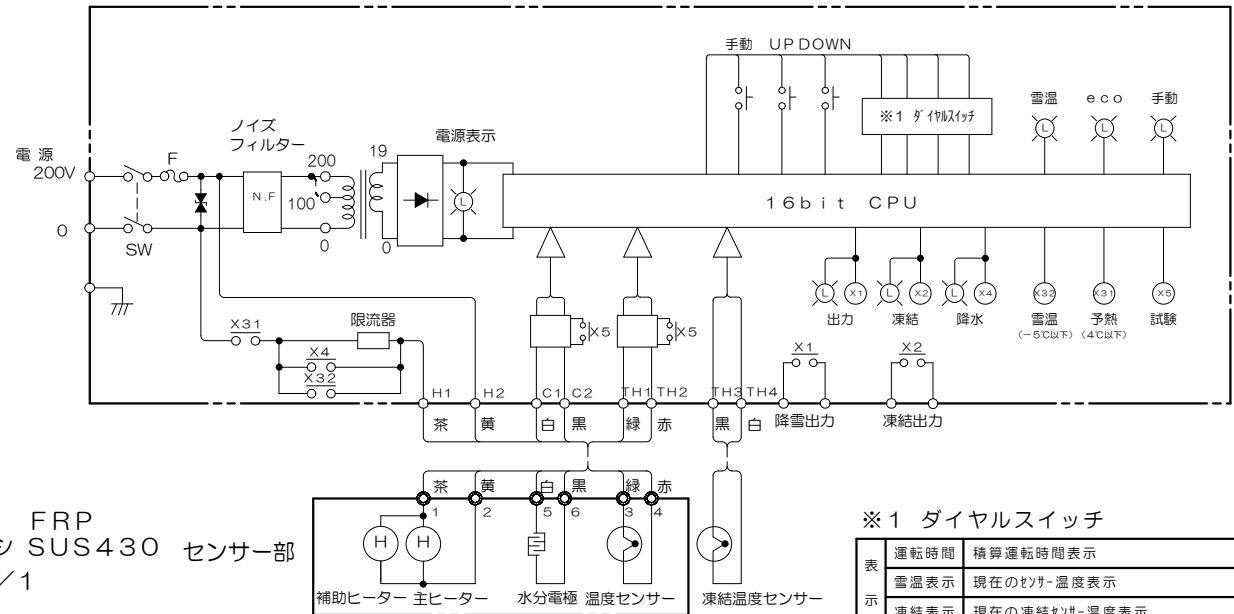 手動 UP DOWN
※1 ダイヤルスイッチ
雪温 eco 手動
L L L
電源
200V
0
SW
F
ノイズ
フィルター
N.F
200
100
0
19
0
電源表示
L
16bit CPU
L X1 L X2 L X4 X32 X31 X5
出力 凍結 降水 雪温 予熱 試験
(−5℃以下) (4℃以下)
X31
限流器
X4
X32
X5 X5
X1 X2
H1 H2 C1 C2 TH1 TH2 TH3 TH4
茶 黄 白 黒 緑 赤 黒 白 降雪出力 凍結出力
茶 黄 白 黒 緑 赤
1 2 5 6 3 4
H H
補助ヒーター 主ヒーター 水分電極 温度センサー 凍結温度センサー
FRP
シ SUS430 センサー部
/1
※1 ダイヤルスイッチ
表示
運転時間 積算運転時間表示
雪温表示 現在のセンサー温度表示
凍結表示 現在の凍結センサー温度表示